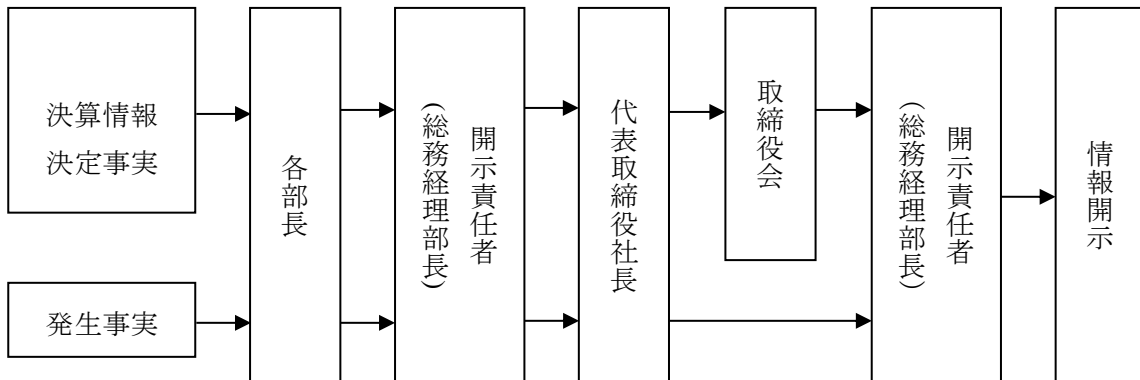 決算情報
決定事実
発生事実
各部長
開示責任者
(総務経理部長)
代表取締役社長
取締役会
開示責任者
(総務経理部長)
情報開示